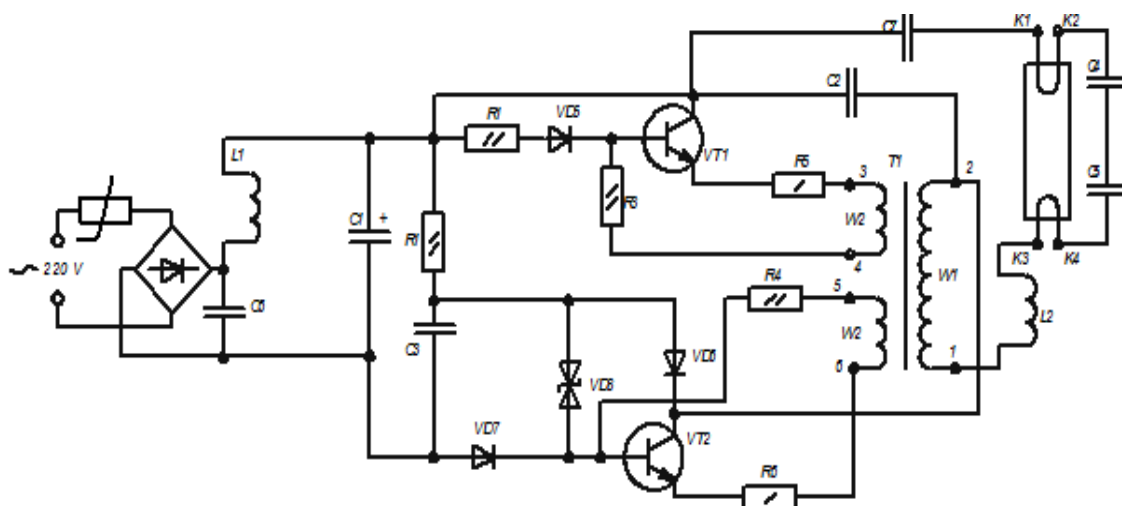 C7
K1 K2
C4
C2
R1 VD5
VT1
L1
R5 3 T1 2
C1 +
R1
R3
W2
C5
~ 220 V
4
K3 K4
R4 5
W1
L2
C6
C3
W2
VD6
6
1
VD8
VD7
VT2
R6